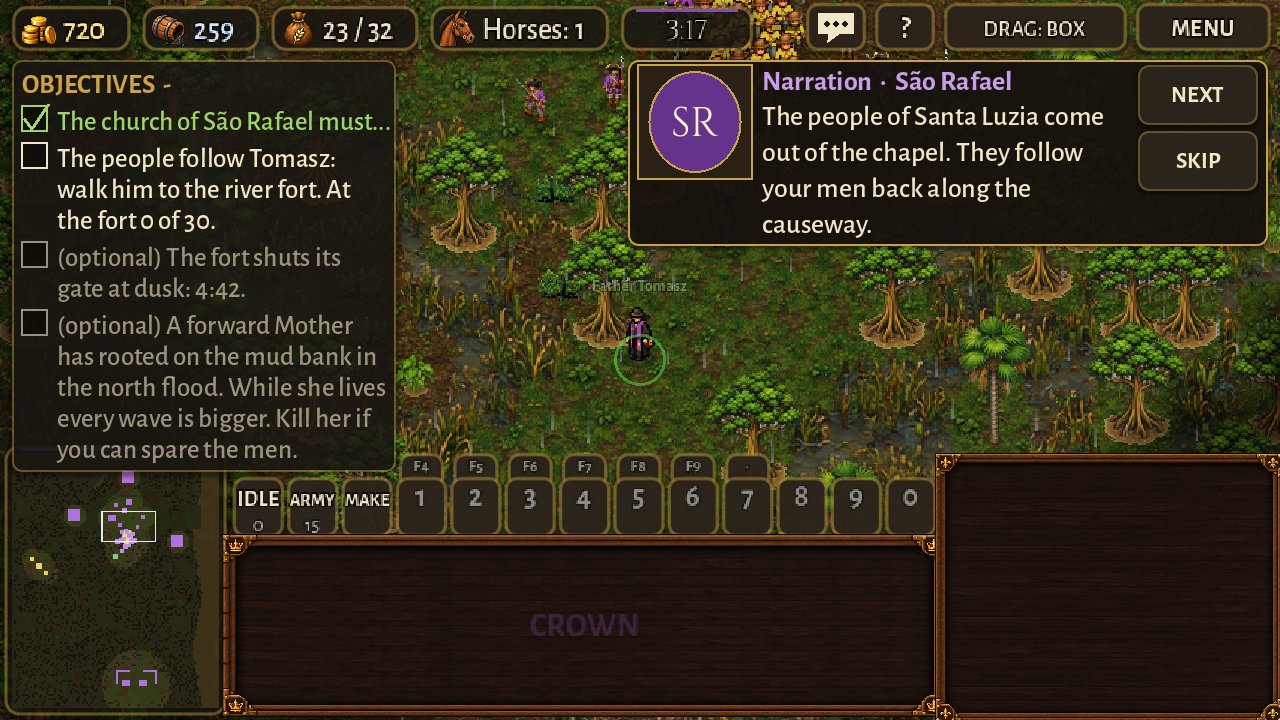 720
259
23 / 32
Horses: 1
3:17
?
DRAG: BOX
MENU
OBJECTIVES -
The church of São Rafael must...
The people follow Tomasz:
walk him to the river fort. At
the fort 0 of 30.
(optional) The fort shuts its
gate at dusk: 4:42.
(optional) A forward Mother
has rooted on the mud bank in
the north flood. While she lives
every wave is bigger. Kill her if
you can spare the men.
SR
Narration · São Rafael
The people of Santa Luzia come
out of the chapel. They follow
your men back along the
causeway.
NEXT
SKIP
Father Tomasz
F4
F5
F6
F7
F8
F9
IDLE
0
ARMY
15
MAKE
1
2
3
4
5
6
7
8
9
0
CROWN